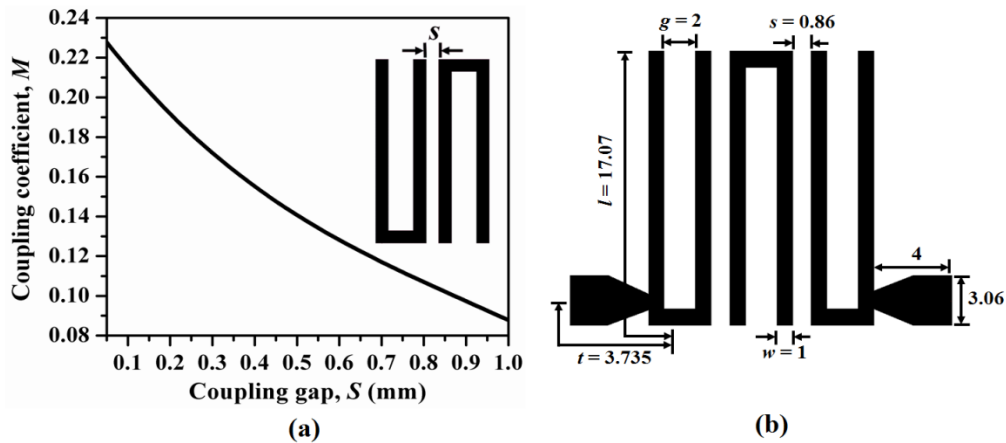 0.24
0.22
0.20
0.18
0.16
0.14
0.12
0.10
0.08
Coupling coefficient, M
S
0.1 0.2 0.3 0.4 0.5 0.6 0.7 0.8 0.9 1.0
Coupling gap, S (mm)
(a)
g = 2
s = 0.86
l = 17.07
4
3.06
t = 3.735
w = 1
(b)